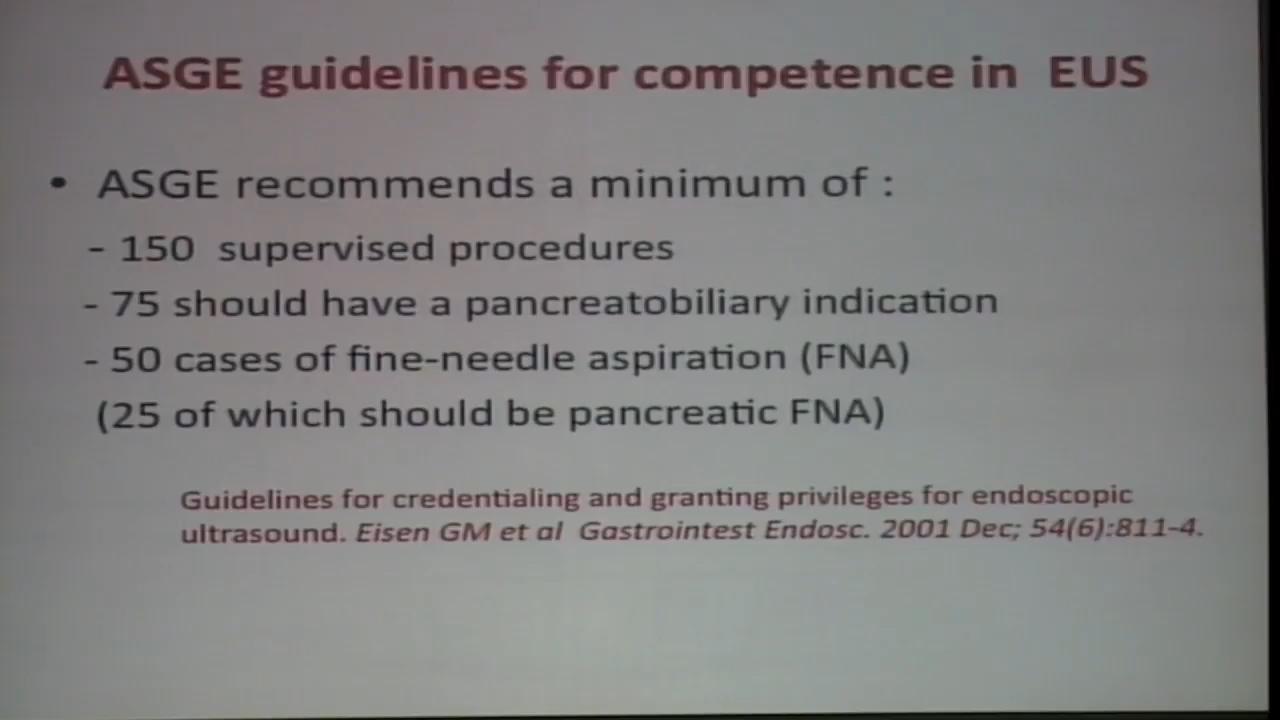 ASGE guidelines for competence in EUS
• ASGE recommends a minimum of :
- 150 supervised procedures
- 75 should have a pancreatobiliary indication
- 50 cases of fine-needle aspiration (FNA)
(25 of which should be pancreatic FNA)
Guidelines for credentialing and granting privileges for endoscopic
ultrasound. Eisen GM et al Gastrointest Endosc. 2001 Dec; 54(6):811-4.